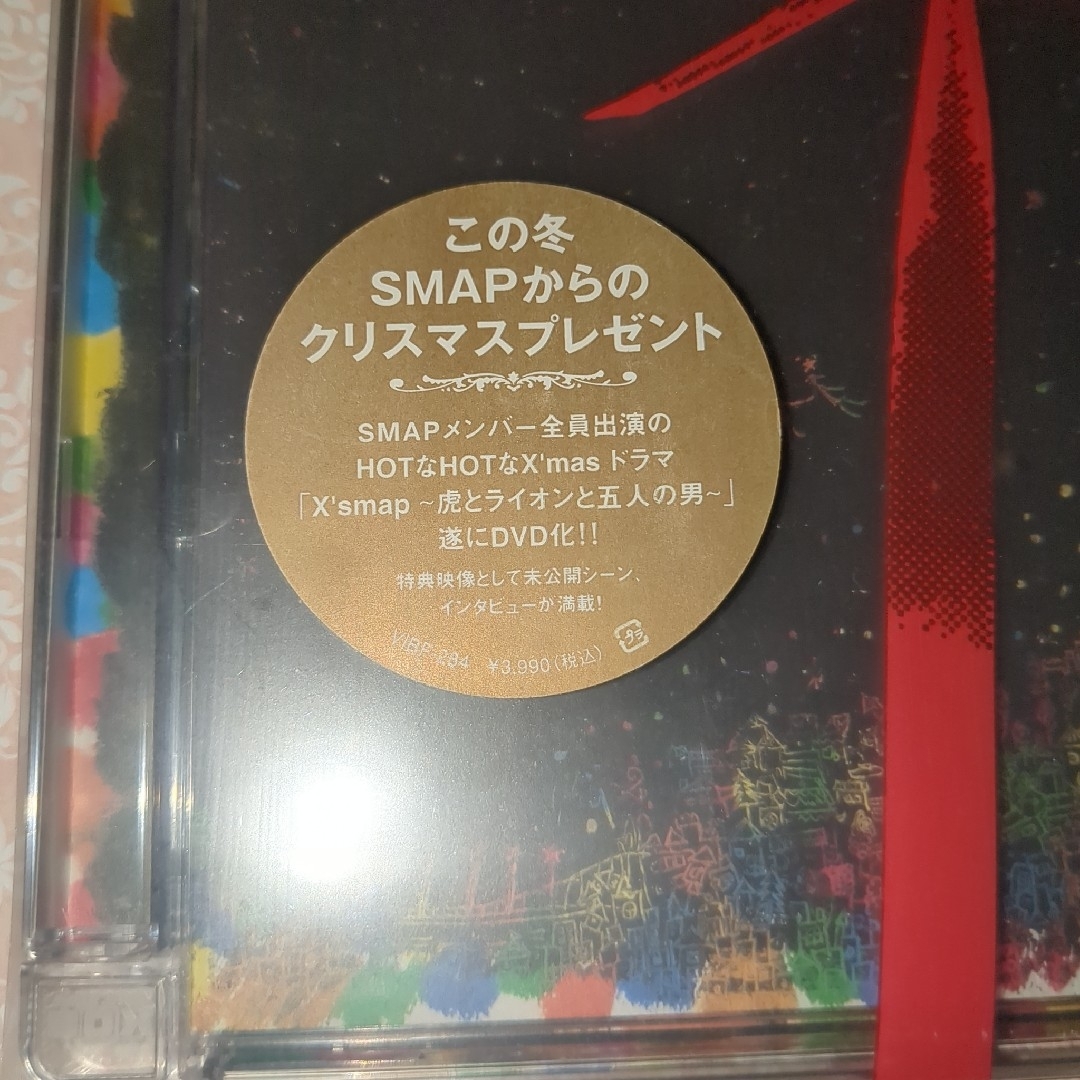 この冬
SMAPからの
クリスマスプレゼント
SMAPメンバー全員出演の
HOTなHOTなX'mas ドラマ
「X'smap ~虎とライオンと五人の男~」
遂にDVD化!!
特典映像として未公開シーン、
インタビューが満載!
VIBF-284 ¥3,990(税込)
プラ